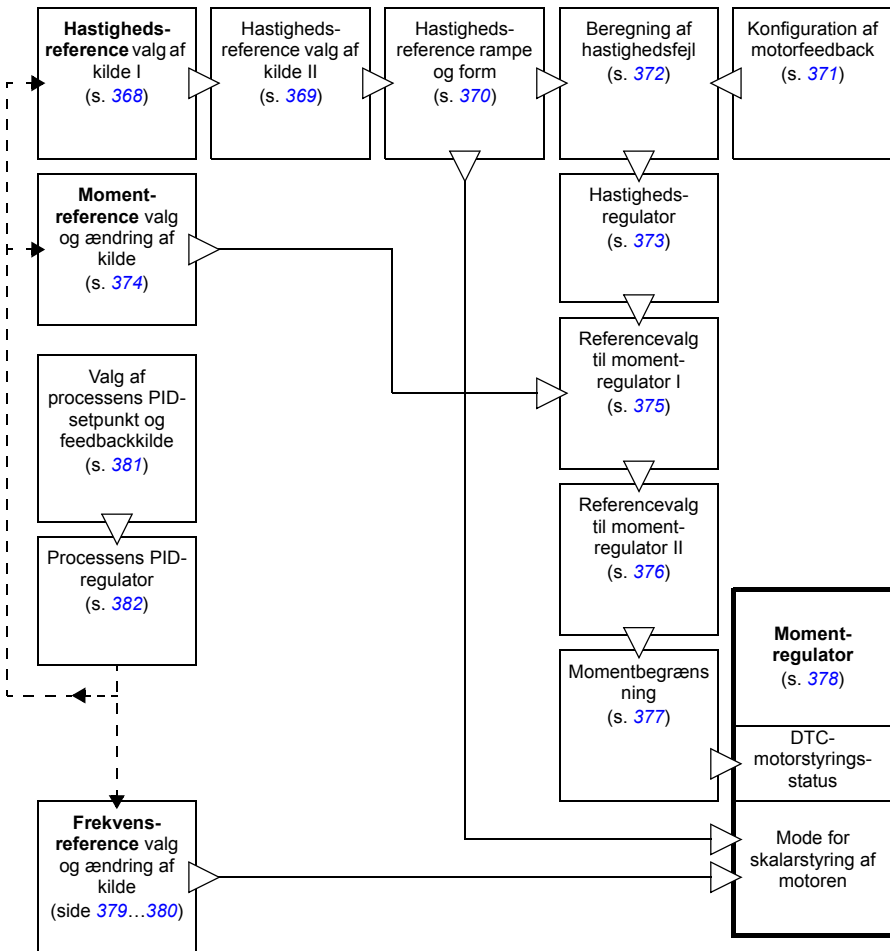 Hastigheds-
reference valg af
kilde I
(s. 368)
Hastigheds-
reference valg af
kilde II
(s. 369)
Hastigheds-
reference rampe
og form
(s. 370)
Beregning af
hastighedsfejl
(s. 372)
Konfiguration af
motorfeedback
(s. 371)
Moment-
reference valg
og ændring af
kilde
(s. 374)
Hastigheds-
regulator
(s. 373)
Referencevalg
til moment-
regulator I
(s. 375)
Valg af
processens PID-
setpunkt og
feedbackkilde
(s. 381)
Referencevalg
til moment-
regulator II
(s. 376)
Processens PID-
regulator
(s. 382)
Momentbegræns
ning
(s. 377)
Moment-
regulator
(s. 378)
DTC-
motorstyrings-
status
Frekvens-
reference valg
og ændring af
kilde
(side 379…380)
Mode for
skalarstyring af
motoren